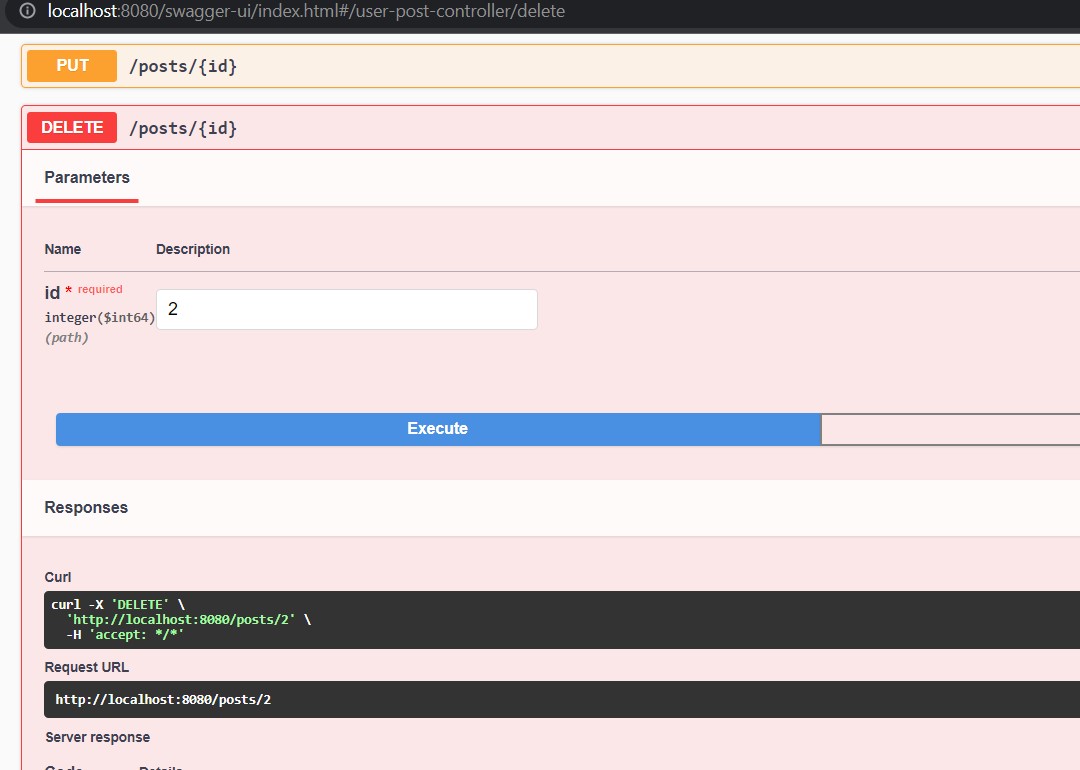 localhost:8080/swagger-ui/index.html#/user-post-controller/delete
PUT /posts/{id}
DELETE /posts/{id}
Parameters
Name Description
id * required
integer($int64)
(path)
2
Execute
Responses
Curl
curl -X 'DELETE' \
'http://localhost:8080/posts/2' \
-H 'accept: */*'
Request URL
http://localhost:8080/posts/2
Server response
Code Details